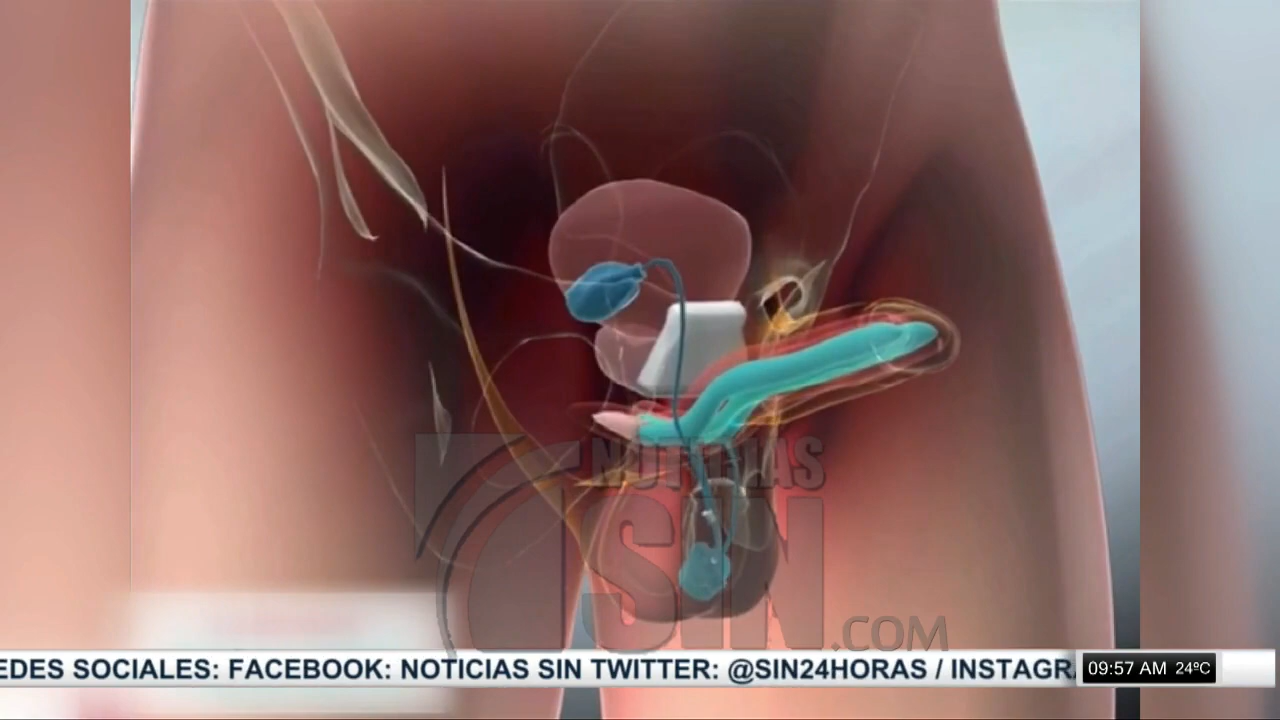 NOTICIAS
SIN
.COM
EDES SOCIALES: FACEBOOK: NOTICIAS SIN TWITTER: @SIN24HORAS / INSTAGR
09:57 AM 24ºC